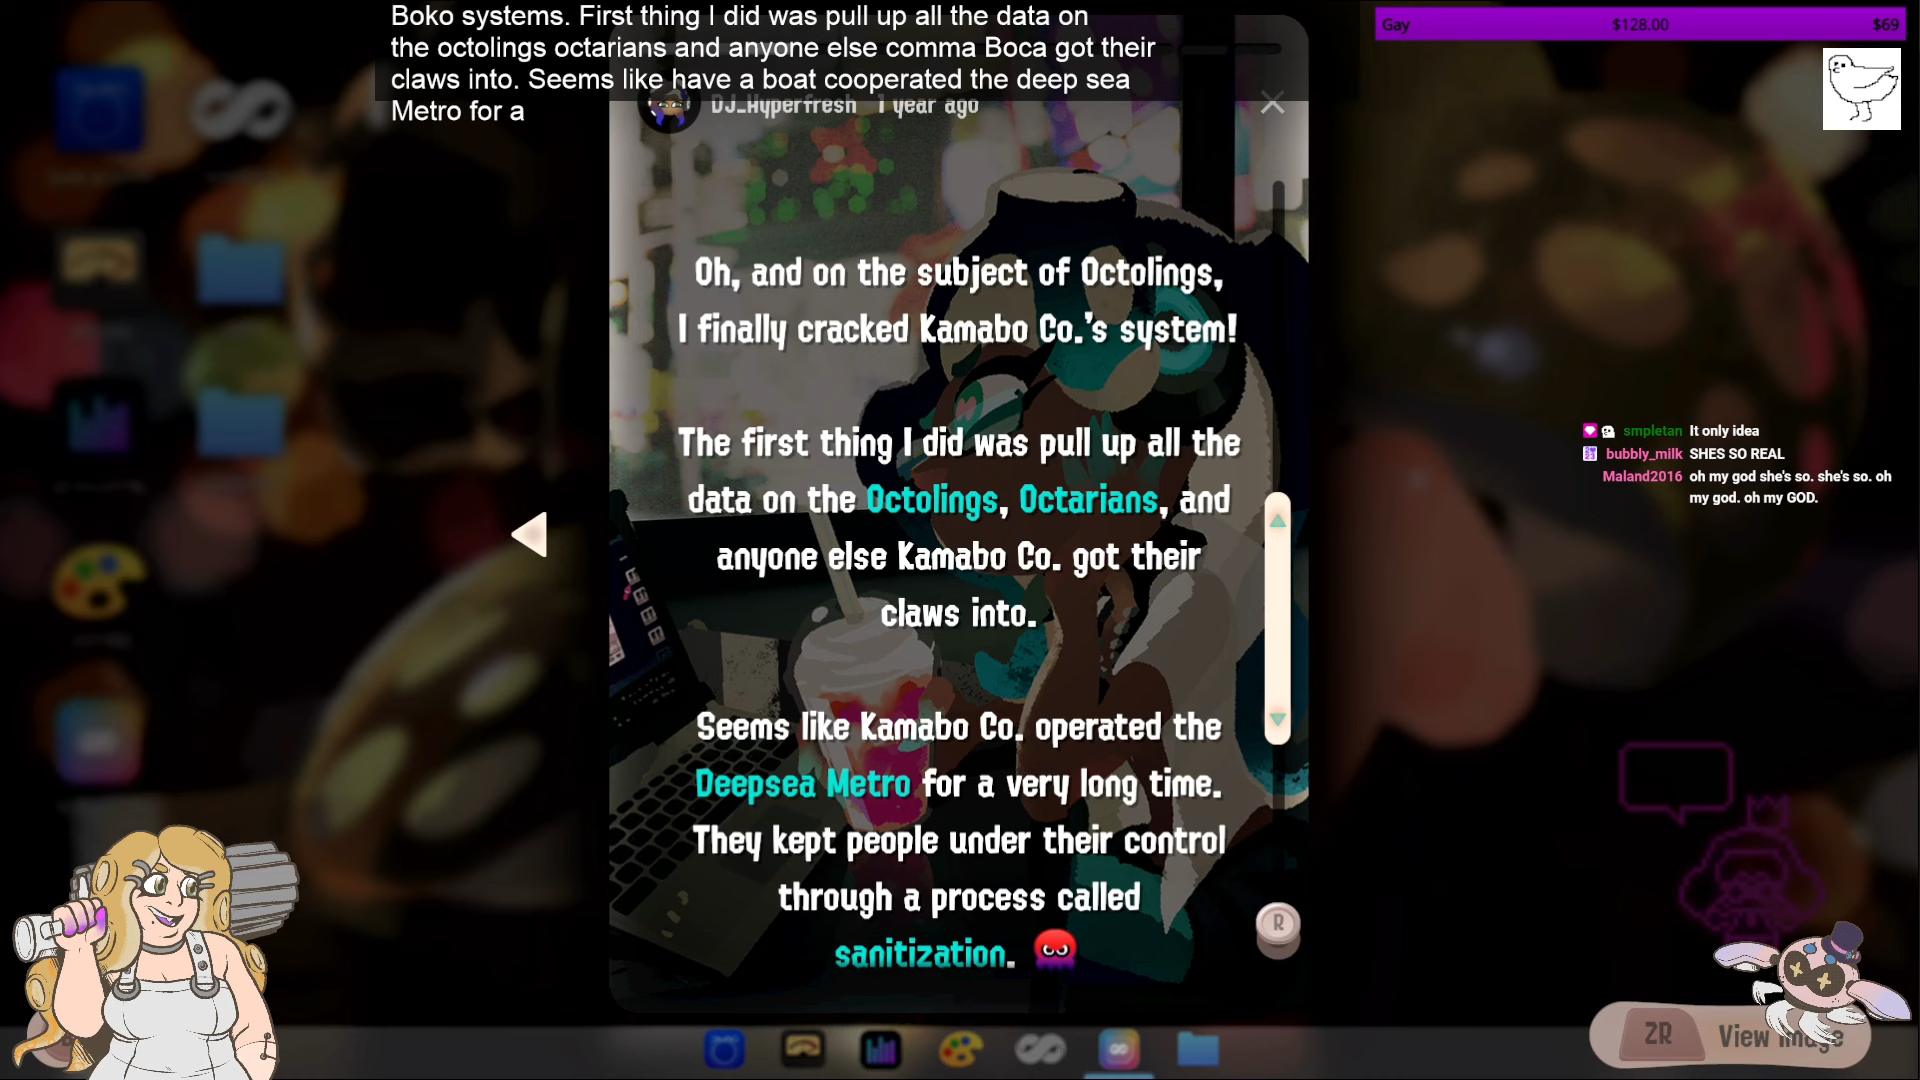 Boko systems. First thing I did was pull up all the data on
the octolings octarians and anyone else comma Boca got their
claws into. Seems like have a boat cooperated the deep sea
Metro for a
Gay $128.00 $69
DJ_Hyperfresh 1 year ago
Oh, and on the subject of Octolings,
I finally cracked Kamabo Co.'s system!
The first thing I did was pull up all the
data on the Octolings, Octarians, and
anyone else Kamabo Co. got their
claws into.
Seems like Kamabo Co. operated the
Deepsea Metro for a very long time.
They kept people under their control
through a process called
sanitization.
smpletan It only idea
bubbly_milk SHES SO REAL
Maland2016 oh my god she's so. she's so. oh
my god. oh my GOD.
R
ZR View Image